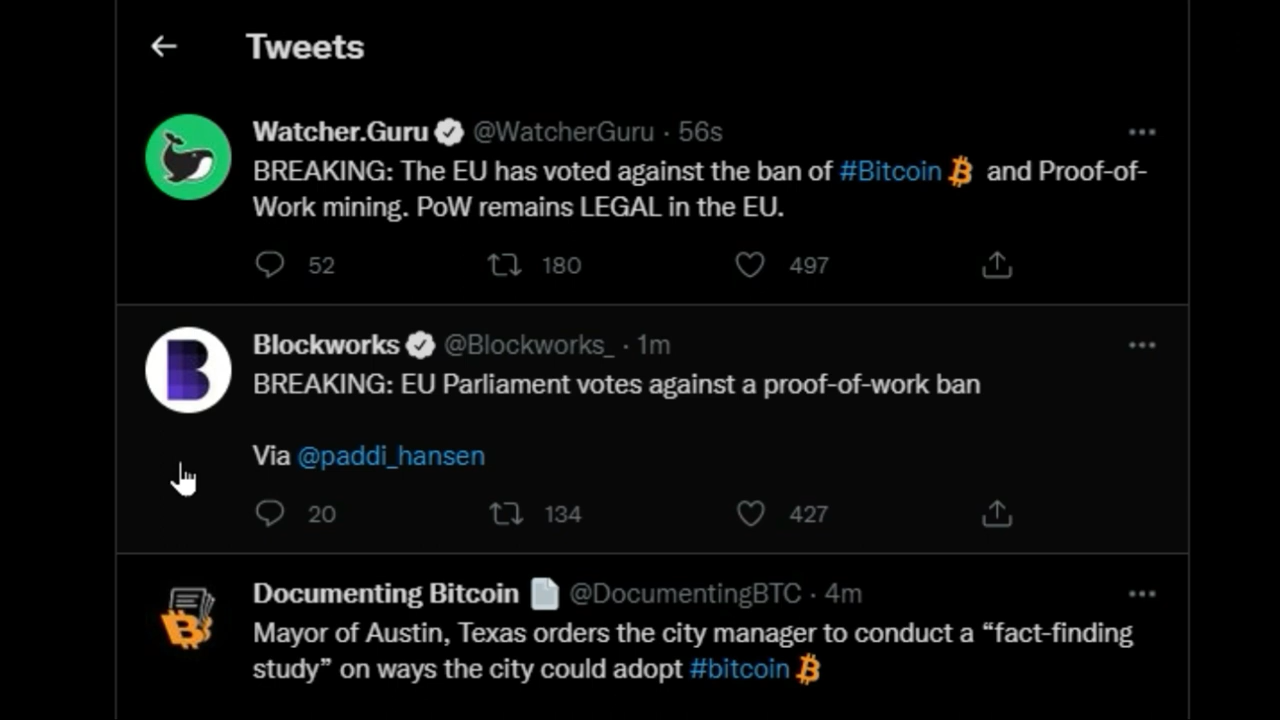 Tweets
Watcher.Guru @WatcherGuru · 56s
BREAKING: The EU has voted against the ban of #Bitcoin and Proof-of-
Work mining. PoW remains LEGAL in the EU.
52 180 497
Blockworks @Blockworks_ · 1m
BREAKING: EU Parliament votes against a proof-of-work ban
Via @paddi_hansen
20 134 427
Documenting Bitcoin 📄 @DocumentingBTC · 4m
Mayor of Austin, Texas orders the city manager to conduct a “fact-finding
study” on ways the city could adopt #bitcoin